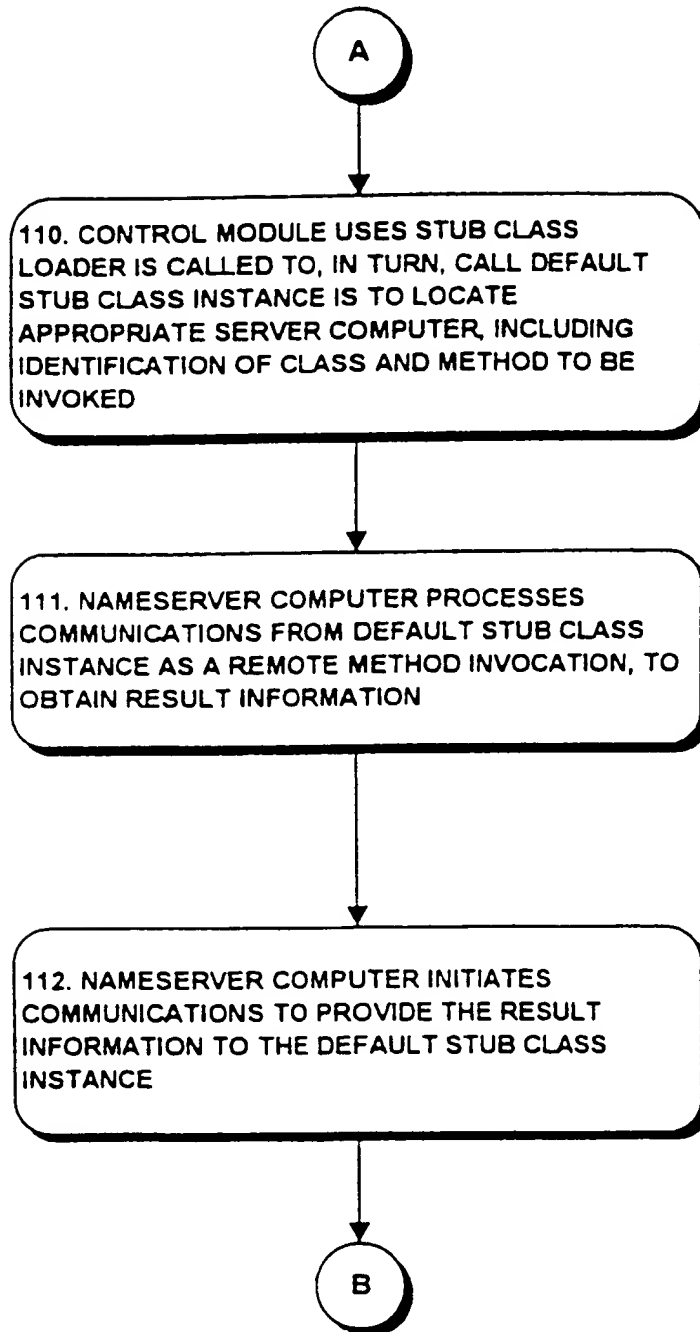 A
110. CONTROL MODULE USES STUB CLASS
LOADER IS CALLED TO, IN TURN, CALL DEFAULT
STUB CLASS INSTANCE IS TO LOCATE
APPROPRIATE SERVER COMPUTER, INCLUDING
IDENTIFICATION OF CLASS AND METHOD TO BE
INVOKED
111. NAMESERVER COMPUTER PROCESSES
COMMUNICATIONS FROM DEFAULT STUB CLASS
INSTANCE AS A REMOTE METHOD INVOCATION, TO
OBTAIN RESULT INFORMATION
112. NAMESERVER COMPUTER INITIATES
COMMUNICATIONS TO PROVIDE THE RESULT
INFORMATION TO THE DEFAULT STUB CLASS
INSTANCE
B